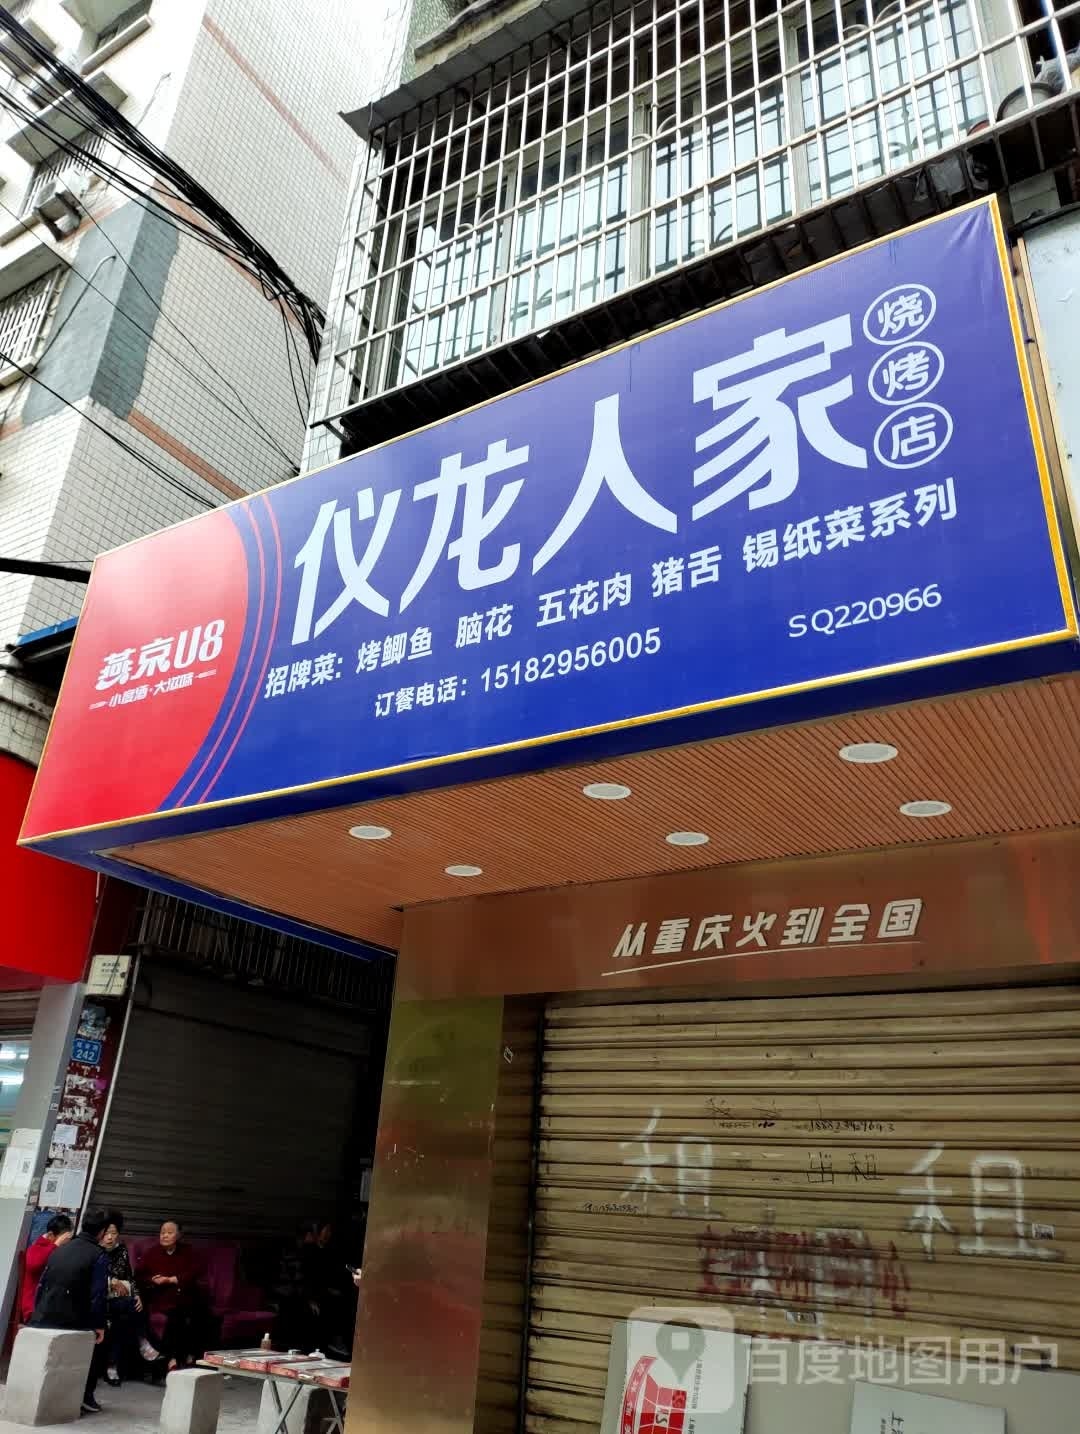 仪龙人家
烧烤店
招牌菜：烤鲫鱼 脑花 五花肉 猪舌 锡纸菜系列
订餐电话：15182956005
SQ220966
燕京U8
小度酒·大滋味
从重庆火到全国
242
出租
租
租
百度地图用户